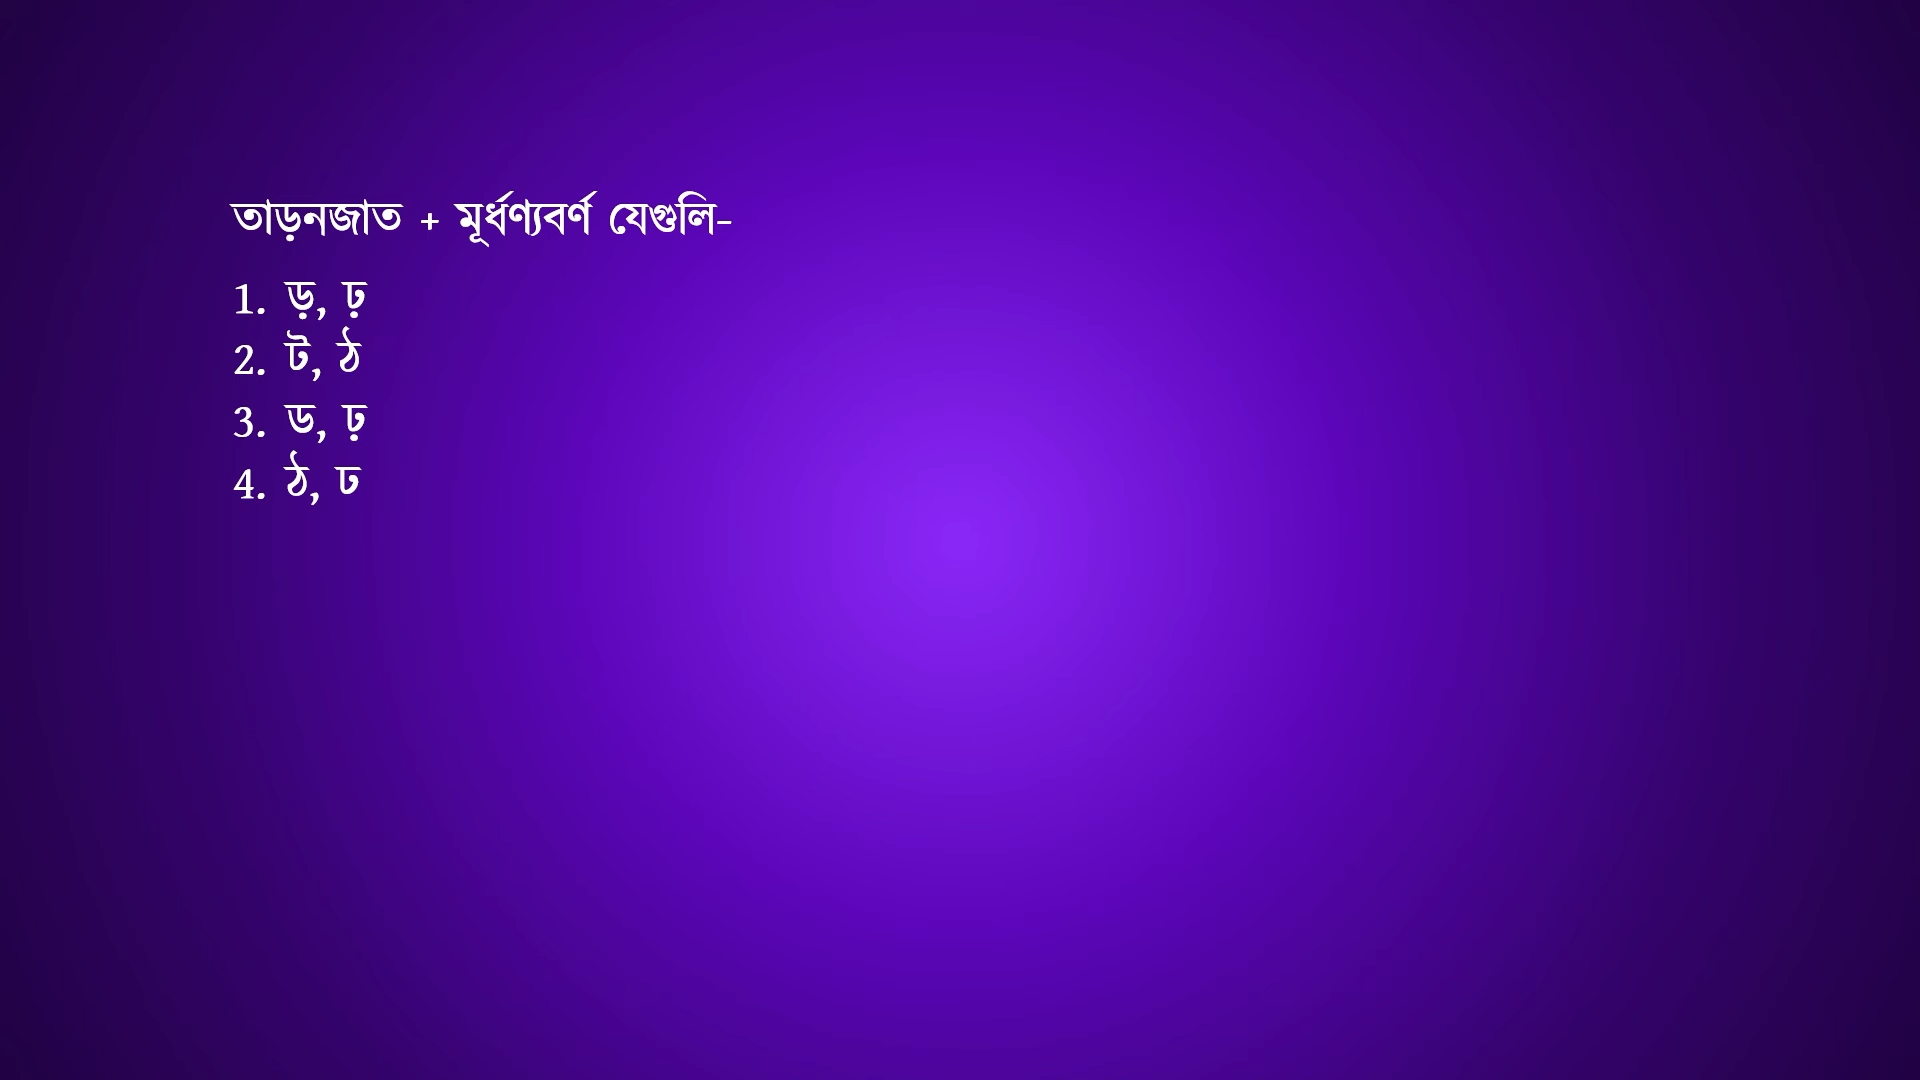 তাড়নজাত + মূর্ধণ্যবর্ণ যেগুলি-
1. ড়, ঢ়
2. ট, ঠ
3. ড, ঢ়
4. ঠ, ঢ